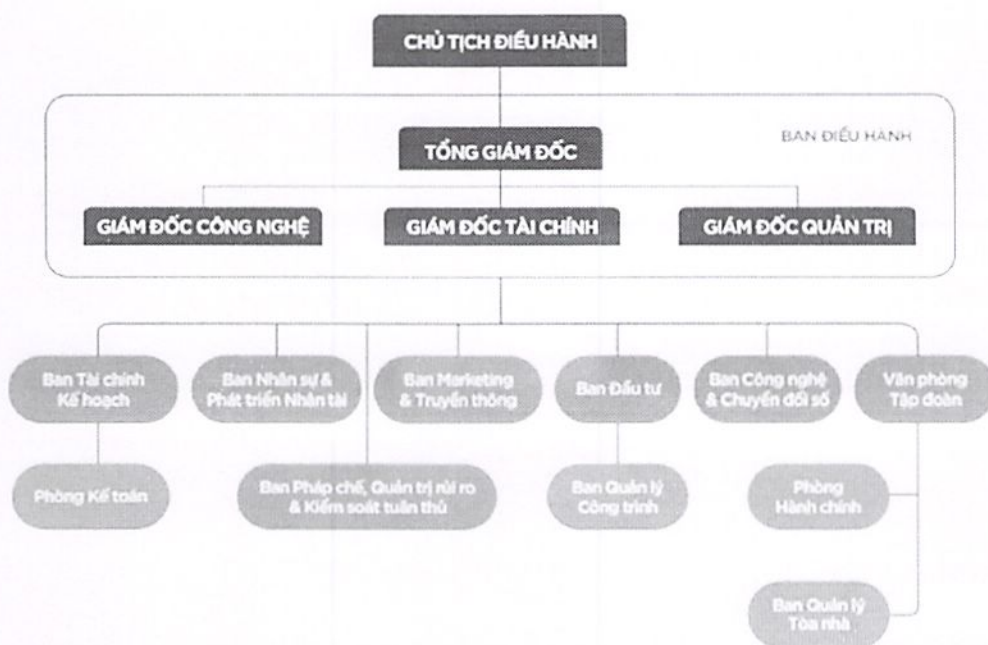 CHỦ TỊCH ĐIỀU HÀNH
BAN ĐIỀU HÀNH
TỔNG GIÁM ĐỐC
GIÁM ĐỐC CÔNG NGHỆ
GIÁM ĐỐC TÀI CHÍNH
GIÁM ĐỐC QUẢN TRỊ
Ban Tài chính
Kế hoạch
Ban Nhân sự &
Phát triển Nhân tài
Ban Marketing
& Truyền thông
Ban Đầu tư
Ban Công nghệ
& Chuyển đổi số
Văn phòng
Tập đoàn
Phòng Kế toán
Ban Pháp chế, Quản trị rủi ro
& Kiểm soát tuân thủ
Ban Quản lý
Công trình
Phòng
Hành chính
Ban Quản lý
Tòa nhà